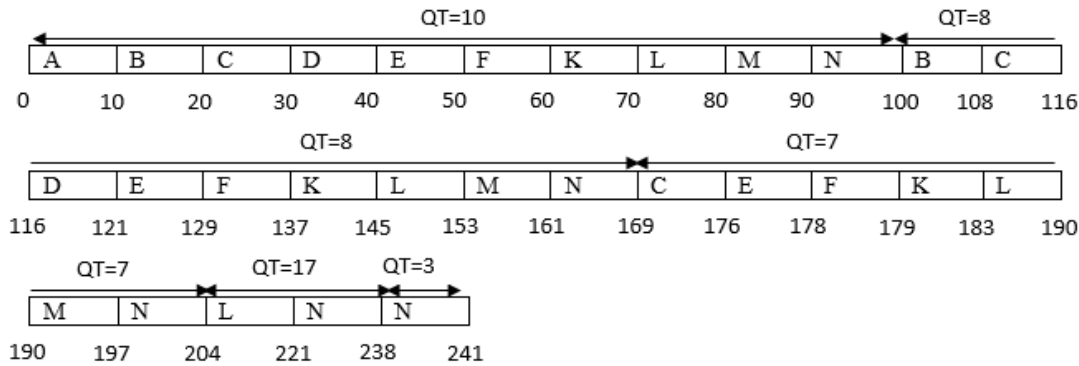 QT=10 QT=8
A B C D E F K L M N B C
0 10 20 30 40 50 60 70 80 90 100 108 116
QT=8 QT=7
D E F K L M N C E F K L
116 121 129 137 145 153 161 169 176 178 179 183 190
QT=7 QT=17 QT=3
M N L N N
190 197 204 221 238 241